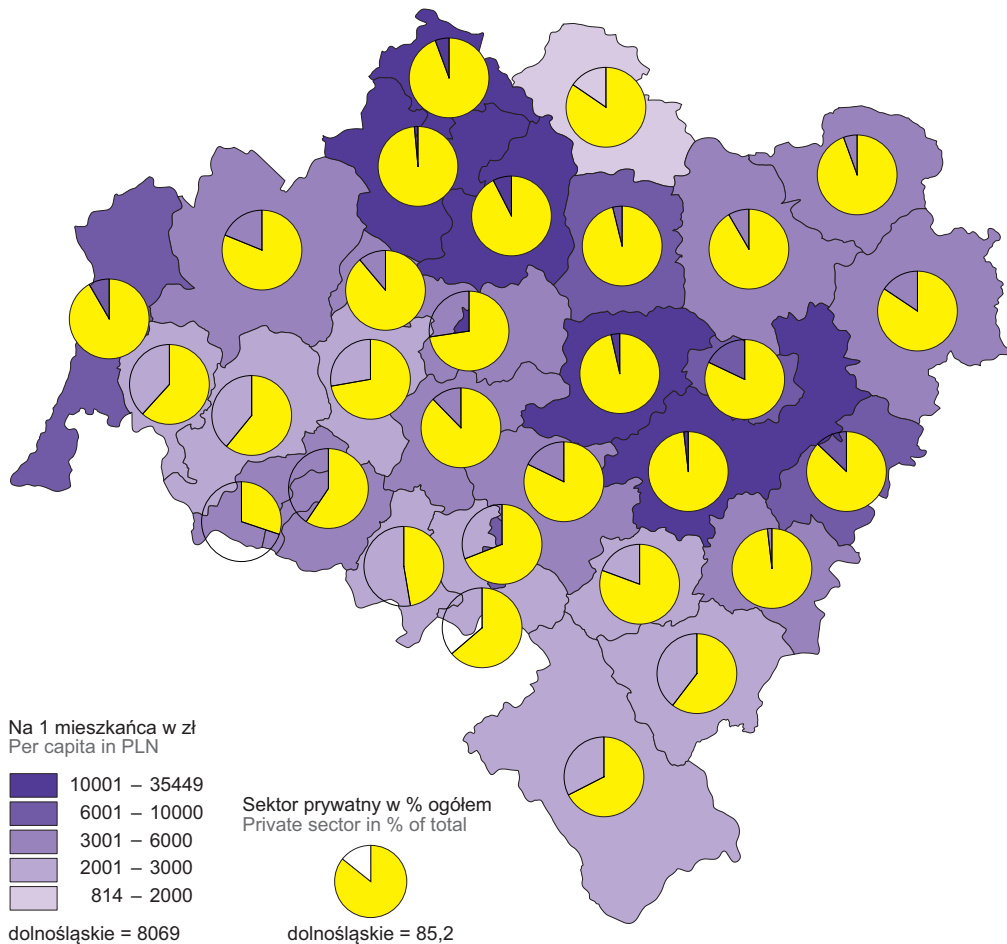 Na 1 mieszkańca w zł
Per capita in PLN
10001 – 35449
6001 – 10000
3001 – 6000
2001 – 3000
814 – 2000
dolnośląskie = 8069
Sektor prywatny w % ogółem
Private sector in % of total
dolnośląskie = 85,2